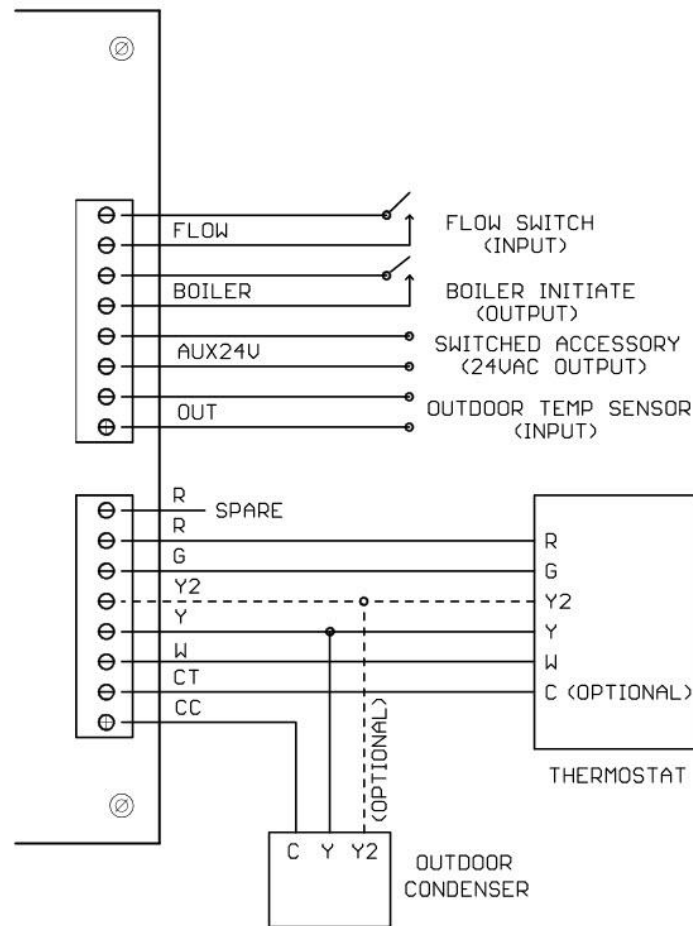 FLOW
FLOW SWITCH
(INPUT)
BOILER
BOILER INITIATE
(OUTPUT)
AUX24V
SWITCHED ACCESSORY
(24VAC OUTPUT)
OUT
OUTDOOR TEMP SENSOR
(INPUT)
R
SPARE
R
R
G
G
Y2
Y2
Y
Y
W
W
CT
C (OPTIONAL)
CC
(OPTIONAL)
THERMOSTAT
C Y Y2
OUTDOOR
CONDENSER